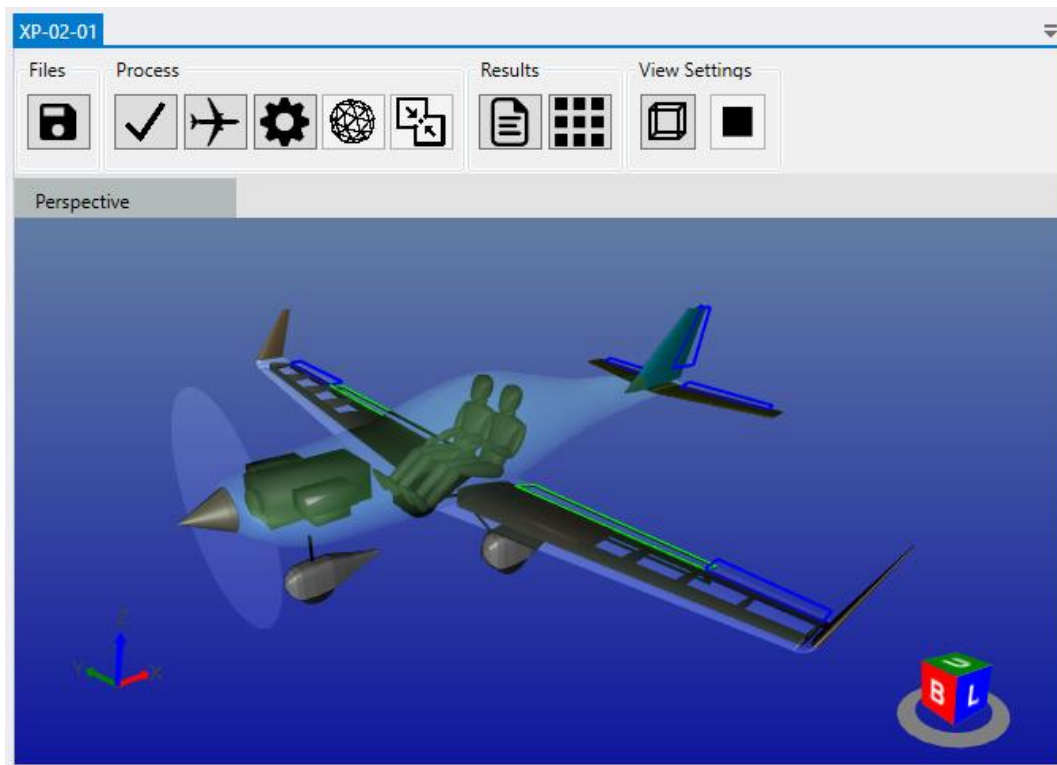 XP-02-01
Files Process Results View Settings
Perspective
Z
Y X
U
B L